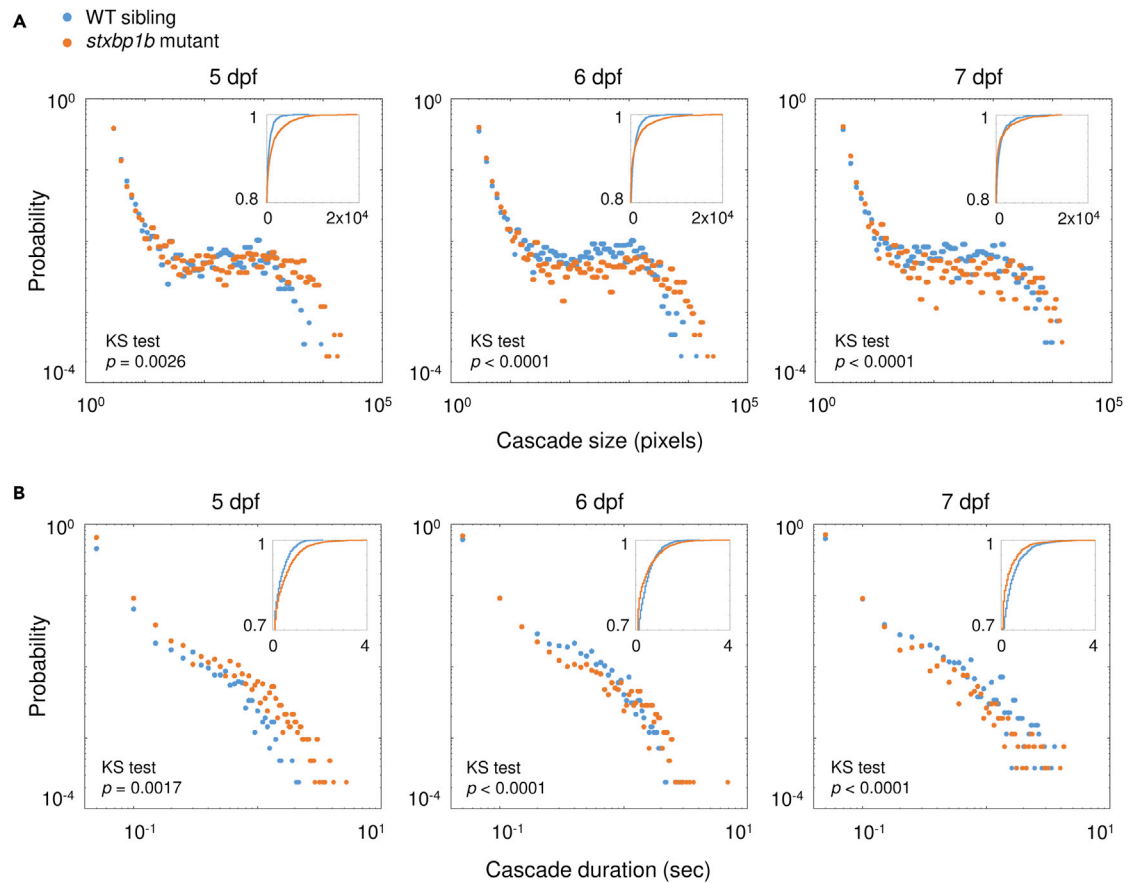 A
WT sibling
stxbp1b mutant
5 dpf
6 dpf
7 dpf
Probability
10^0
10^-4
1
0.8
0
2x10^4
KS test
p = 0.0026
10^0
10^5
1
0.8
0
2x10^4
KS test
p < 0.0001
10^0
10^5
1
0.8
0
2x10^4
KS test
p < 0.0001
10^0
10^5
Cascade size (pixels)
B
5 dpf
6 dpf
7 dpf
Probability
10^0
10^-4
1
0.7
0
4
KS test
p = 0.0017
10^-1
10^1
1
0.7
0
4
KS test
p < 0.0001
10^-1
10^1
1
0.7
0
4
KS test
p < 0.0001
10^-1
10^1
10^0
10^-4
10^0
10^-4
10^0
10^-4
10^0
10^-4
Cascade duration (sec)